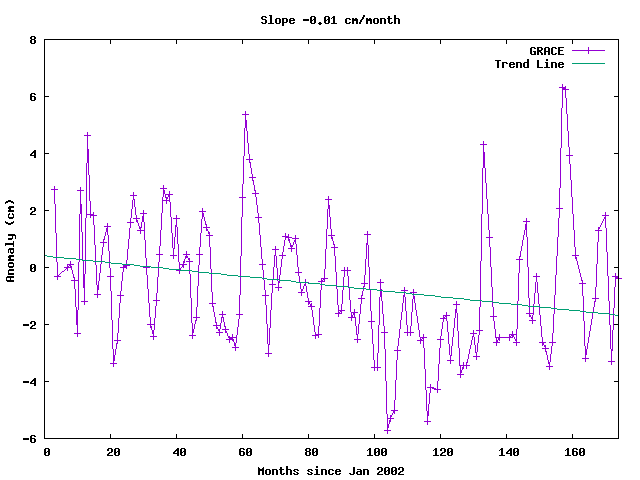 Slope -0.01 cm/month
GRACE
Trend Line
8
6
4
2
0
-2
-4
-6
Anomaly (cm)
0 20 40 60 80 100 120 140 160
Months since Jan 2002